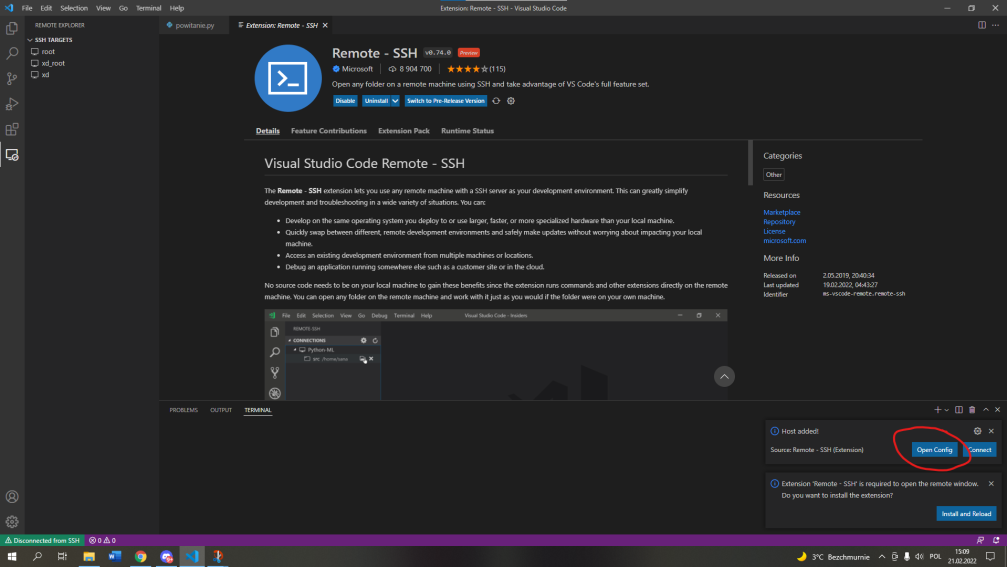 File Edit Selection View Go Terminal Help
Extension: Remote - SSH - Visual Studio Code
REMOTE EXPLORER
powitanie.py
Extension: Remote - SSH
SSH TARGETS
root
xd_root
xd
Remote - SSH v0.74.0 Preview
Microsoft 8 904 700 (115)
Open any folder on a remote machine using SSH and take advantage of VS Code's full feature set.
Disable Uninstall Switch to Pre-Release Version
Details Feature Contributions Extension Pack Runtime Status
Visual Studio Code Remote - SSH
The Remote - SSH extension lets you use any remote machine with a SSH server as your development environment. This can greatly simplify
development and troubleshooting in a wide variety of situations. You can:
• Develop on the same operating system you deploy to or use larger, faster, or more specialized hardware than your local machine.
• Quickly swap between different, remote development environments and safely make updates without worrying about impacting your local
machine.
• Access an existing development environment from multiple machines or locations.
• Debug an application running somewhere else such as a customer site or in the cloud.
No source code needs to be on your local machine to gain these benefits since the extension runs commands and other extensions directly on the remote
machine. You can open any folder on the remote machine and work with it just as you would if the folder were on your own machine.
File Edit Selection View Go Debug Terminal Help Visual Studio Code - Insiders
REMOTE-SSH
CONNECTIONS
Python-ML
src /home/sana
Categories
Other
Resources
Marketplace
Repository
License
microsoft.com
More Info
Released on 2.05.2019, 20:40:34
Last updated 19.02.2022, 04:43:27
Identifier ms-vscode-remote.remote-ssh
PROBLEMS OUTPUT TERMINAL
Host added!
Source: Remote - SSH (Extension) Open Config Connect
Extension 'Remote - SSH' is required to open the remote window.
Do you want to install the extension?
Install and Reload
Disconnected from SSH 0 0
3°C Bezchmurnie POL 15:09
21.02.2022